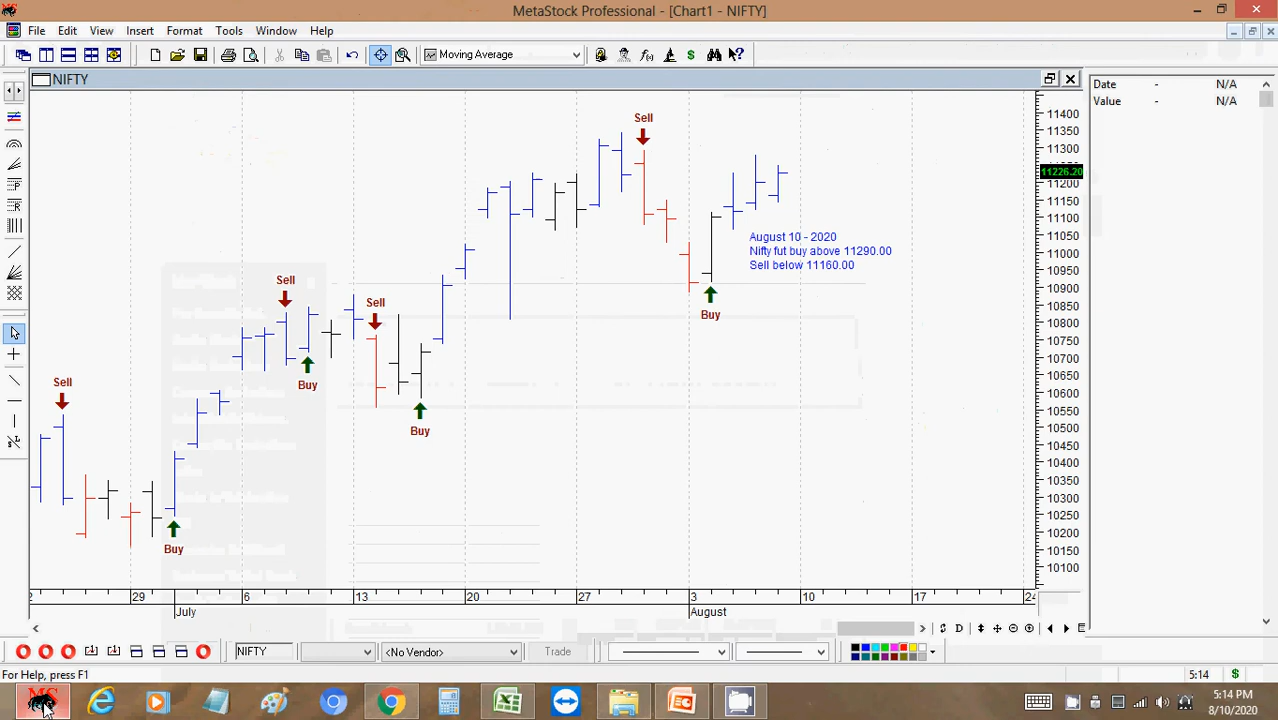 MetaStock Professional - [Chart1 - NIFTY]
File Edit View Insert Format Tools Window Help
Moving Average
NIFTY
Date - N/A
Value - N/A
11400
11350
11300
11226.20
11200
11150
11100
11050
11000
10950
10900
10850
10800
10750
10700
10650
10600
10550
10500
10450
10400
10350
10300
10250
10200
10150
10100
Sell
August 10 - 2020
Nifty fut buy above 11290.00
Sell below 11160.00
Sell
Sell
Buy
Sell
Buy
Buy
Buy
29 6 13 20 27 3 10 17 24
July August
NIFTY <No Vendor> Trade
For Help, press F1
5:14 $
5:14 PM
8/10/2020